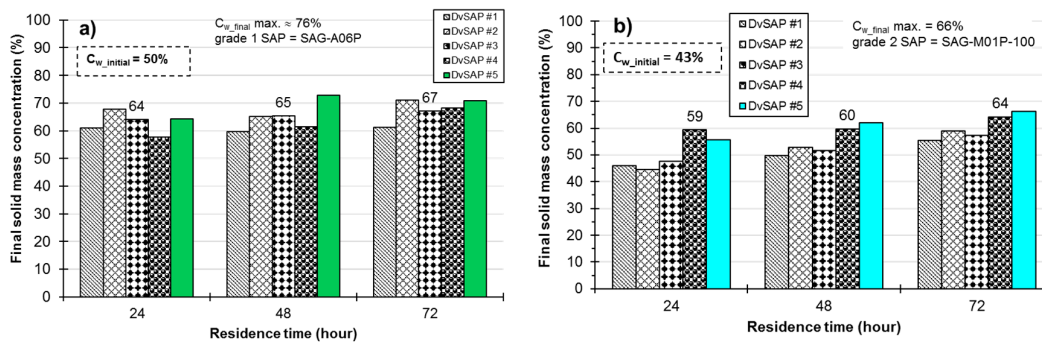 a)
C_w_final max. ≈ 76%
grade 1 SAP = SAG-A06P
C_w_initial = 50%
DvSAP #1
DvSAP #2
DvSAP #3
DvSAP #4
DvSAP #5
Final solid mass concentration (%)
100
90
80
70
60
50
40
30
20
10
0
64
65
67
24
48
72
Residence time (hour)
b)
C_w_final max. = 66%
grade 2 SAP = SAG-M01P-100
C_w_initial = 43%
DvSAP #1
DvSAP #2
DvSAP #3
DvSAP #4
DvSAP #5
Final solid mass concentration (%)
100
90
80
70
60
50
40
30
20
10
0
59
60
64
24
48
72
Residence time (hour)